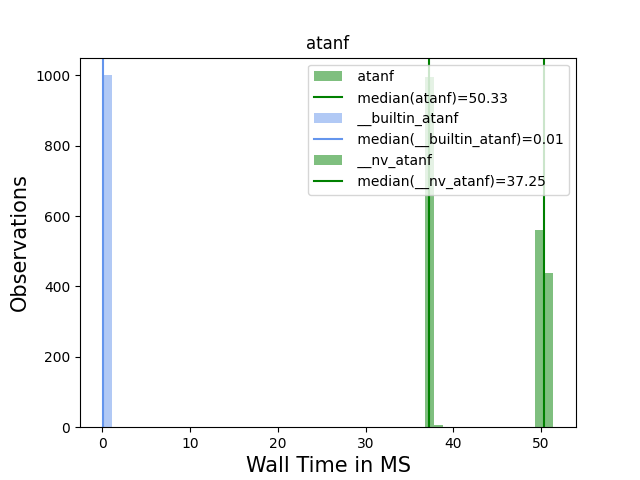 atanf
1000
800
600
400
200
0
Observations
atanf
median(atanf)=50.33
__builtin_atanf
median(__builtin_atanf)=0.01
__nv_atanf
median(__nv_atanf)=37.25
0 10 20 30 40 50
Wall Time in MS